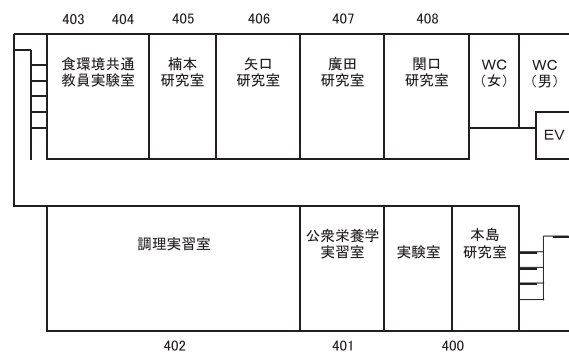 403 404 405 406 407 408
食環境共通
教員実験室
楠本
研究室
矢口
研究室
廣田
研究室
関口
研究室
WC
(女)
WC
(男)
EV
調理実習室
公衆栄養学
実習室
実験室
本島
研究室
402 401 400